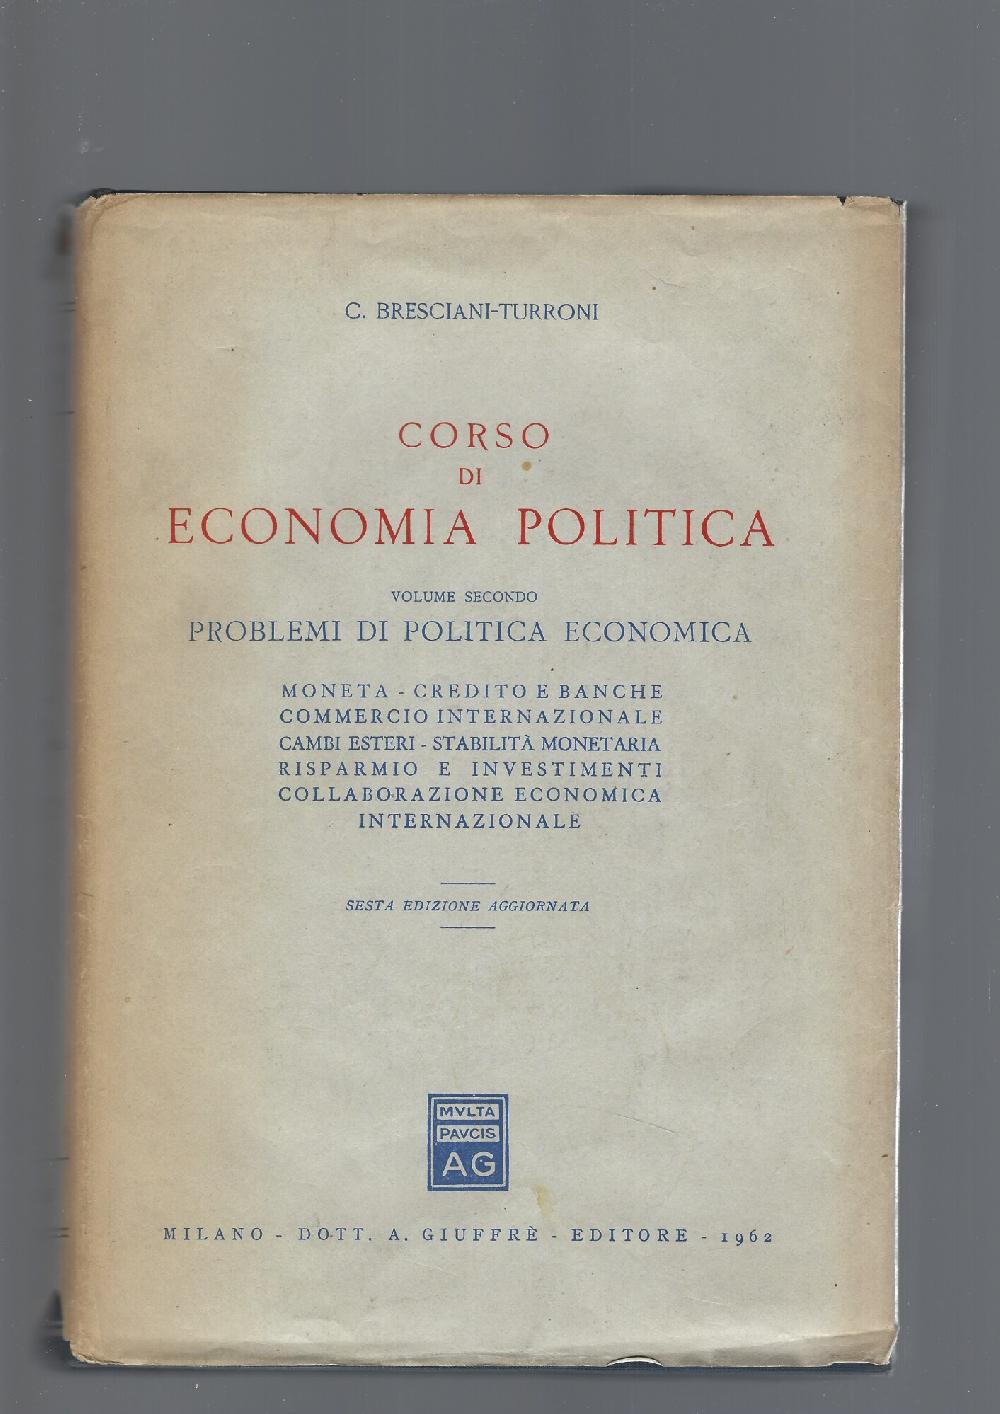 C. BRESCIANI-TURRONI
CORSO
DI
ECONOMIA POLITICA
VOLUME SECONDO
PROBLEMI DI POLITICA ECONOMICA
MONETA - CREDITO E BANCHE
COMMERCIO INTERNAZIONALE
CAMBI ESTERI - STABILITÀ MONETARIA
RISPARMIO E INVESTIMENTI
COLLABORAZIONE ECONOMICA
INTERNAZIONALE
SESTA EDIZIONE AGGIORNATA
MVLTA
PAVCIS
AG
MILANO - DOTT. A. GIUFFRÈ - EDITORE - 1962